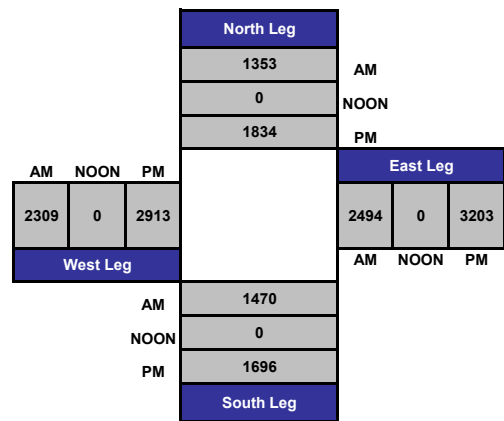 North Leg
1353 AM
0 NOON
1834 PM
AM NOON PM
East Leg
2309 0 2913
2494 0 3203
West Leg
AM NOON PM
AM 1470
NOON 0
PM 1696
South Leg